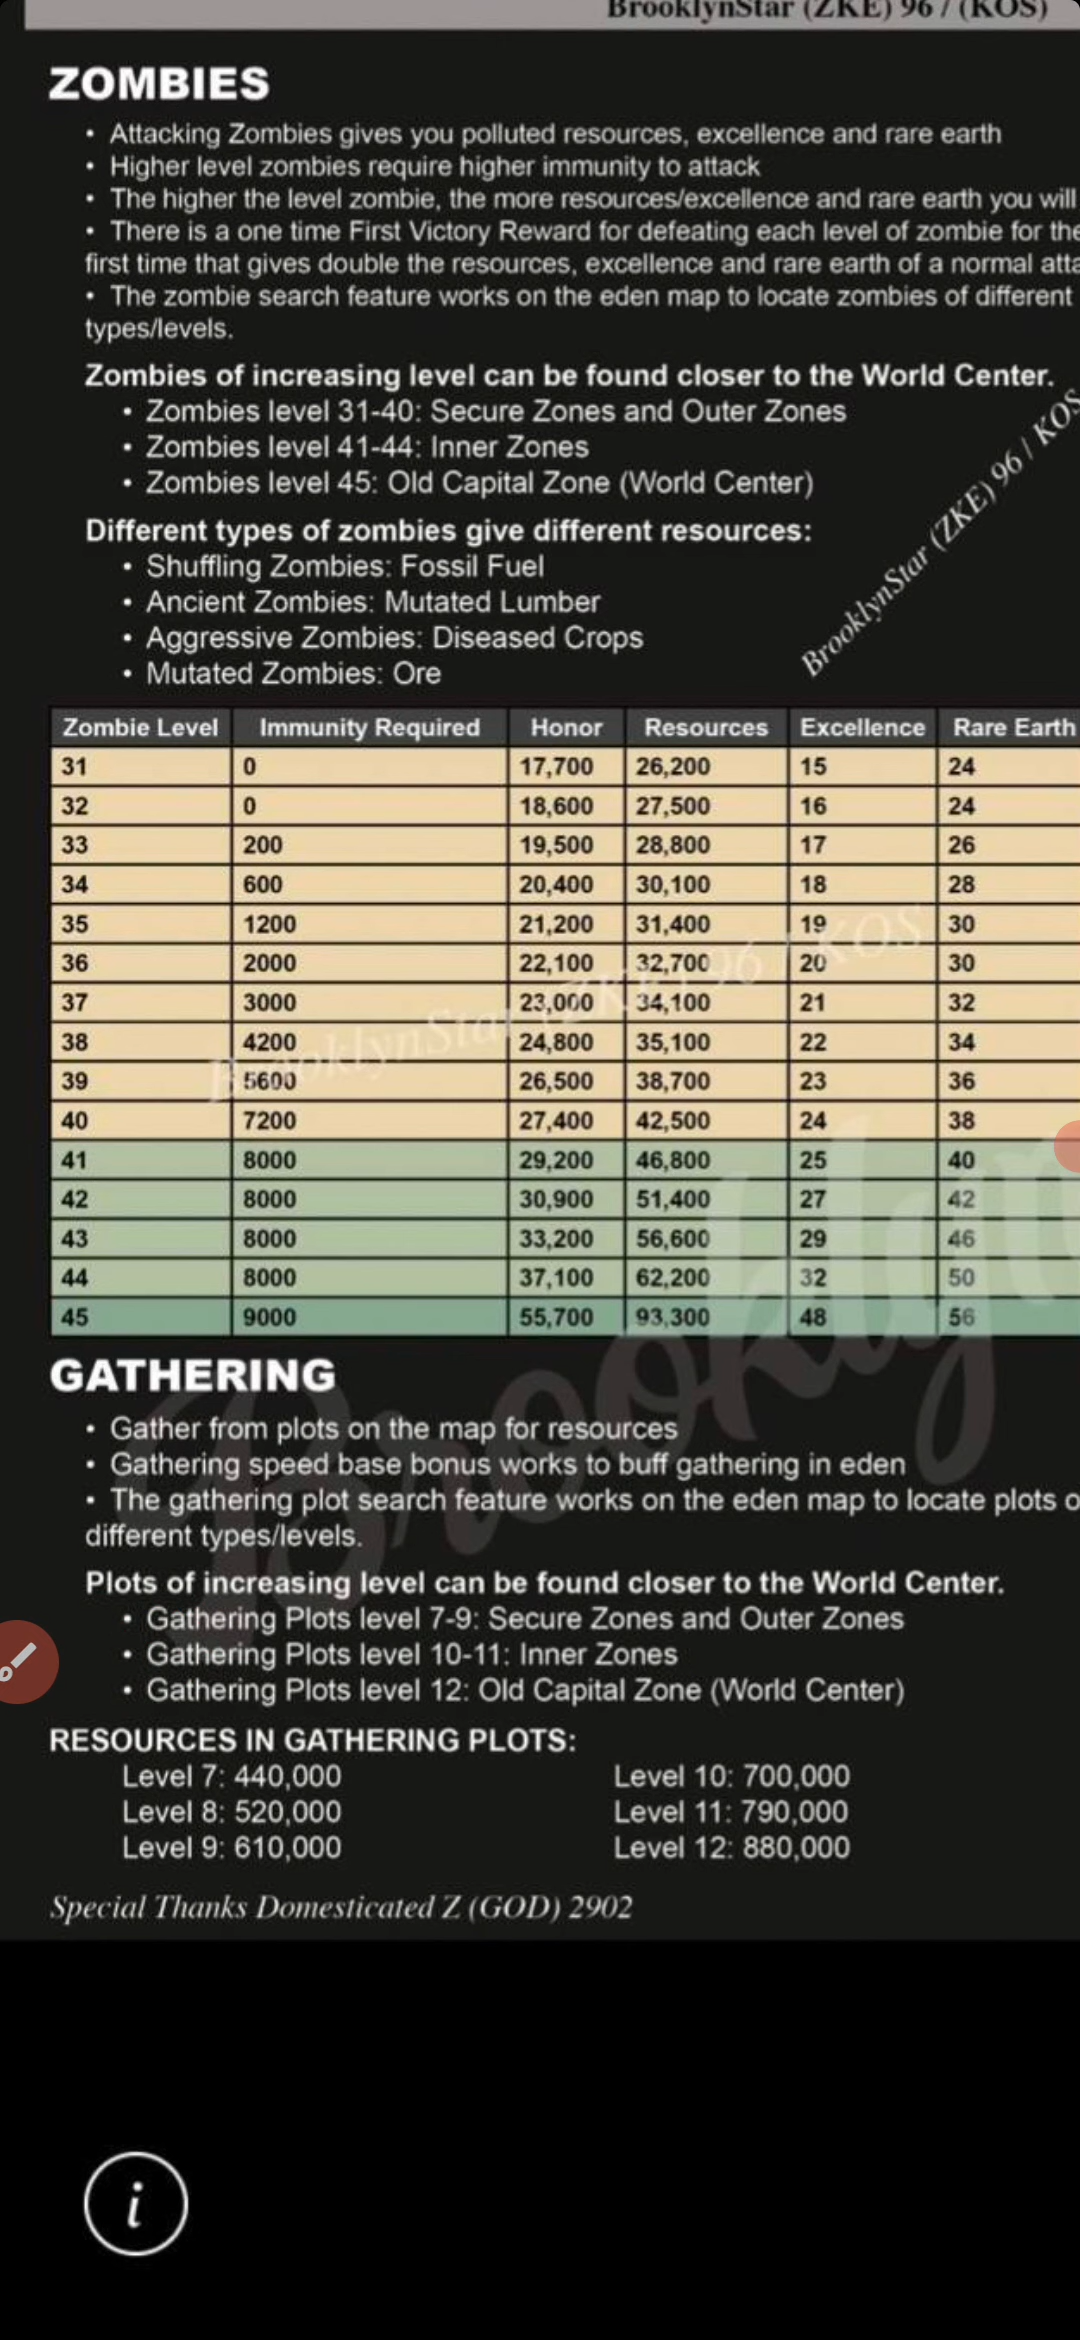 BrooklynStar (ZKE) 96 / (KOS)
ZOMBIES
• Attacking Zombies gives you polluted resources, excellence and rare earth
• Higher level zombies require higher immunity to attack
• The higher the level zombie, the more resources/excellence and rare earth you will
• There is a one time First Victory Reward for defeating each level of zombie for the
first time that gives double the resources, excellence and rare earth of a normal atta
• The zombie search feature works on the eden map to locate zombies of different
types/levels.
Zombies of increasing level can be found closer to the World Center.
• Zombies level 31-40: Secure Zones and Outer Zones
• Zombies level 41-44: Inner Zones
• Zombies level 45: Old Capital Zone (World Center)
BrooklynStar (ZKE) 96 / KOS
Different types of zombies give different resources:
• Shuffling Zombies: Fossil Fuel
• Ancient Zombies: Mutated Lumber
• Aggressive Zombies: Diseased Crops
• Mutated Zombies: Ore
Zombie Level Immunity Required Honor Resources Excellence Rare Earth
31 0 17,700 26,200 15 24
32 0 18,600 27,500 16 24
33 200 19,500 28,800 17 26
34 600 20,400 30,100 18 28
35 1200 21,200 31,400 19 30
36 2000 22,100 32,700 20 30
37 3000 23,000 34,100 21 32
38 4200 24,800 35,100 22 34
39 5600 26,500 38,700 23 36
40 7200 27,400 42,500 24 38
41 8000 29,200 46,800 25 40
42 8000 30,900 51,400 27 42
43 8000 33,200 56,600 29 46
44 8000 37,100 62,200 32 50
45 9000 55,700 93,300 48 56
BrooklynStar (ZKE) 96 / KOS
GATHERING
• Gather from plots on the map for resources
• Gathering speed base bonus works to buff gathering in eden
• The gathering plot search feature works on the eden map to locate plots o
different types/levels.
Plots of increasing level can be found closer to the World Center.
• Gathering Plots level 7-9: Secure Zones and Outer Zones
• Gathering Plots level 10-11: Inner Zones
• Gathering Plots level 12: Old Capital Zone (World Center)
Brooklyn
RESOURCES IN GATHERING PLOTS:
Level 7: 440,000 Level 10: 700,000
Level 8: 520,000 Level 11: 790,000
Level 9: 610,000 Level 12: 880,000
Special Thanks Domesticated Z (GOD) 2902
i